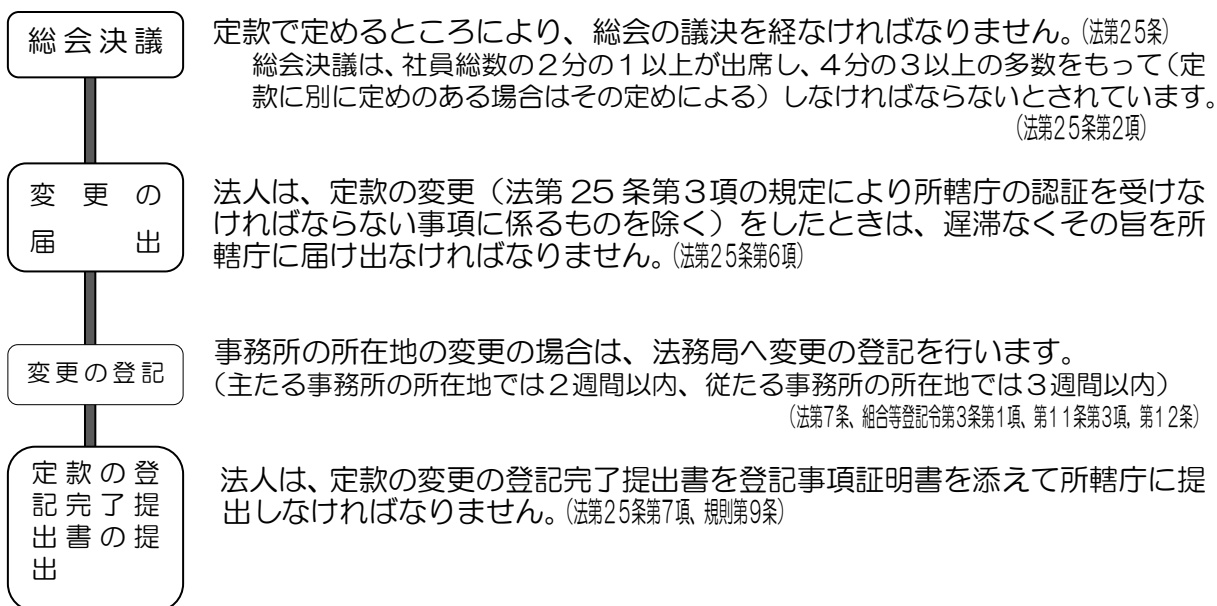 総会決議
定款で定めるところにより、総会の議決を経なければなりません。(法第25条)
総会決議は、社員総数の２分の１以上が出席し、４分の３以上の多数をもって（定
款に別に定めのある場合はその定めによる）しなければならないとされています。
(法第25条第2項)
変更の
届出
法人は、定款の変更（法第 25 条第３項の規定により所轄庁の認証を受けな
ければならない事項に係るものを除く）をしたときは、遅滞なくその旨を所
轄庁に届け出なければなりません。(法第25条第6項)
変更の登記
事務所の所在地の変更の場合は、法務局へ変更の登記を行います。
（主たる事務所の所在地では２週間以内、従たる事務所の所在地では３週間以内）
(法第7条、組合等登記令第3条第1項、第11条第3項、第12条)
定款の登
記完了提
出書の提
出
法人は、定款の変更の登記完了提出書を登記事項証明書を添えて所轄庁に提
出しなければなりません。(法第25条第7項、規則第9条)